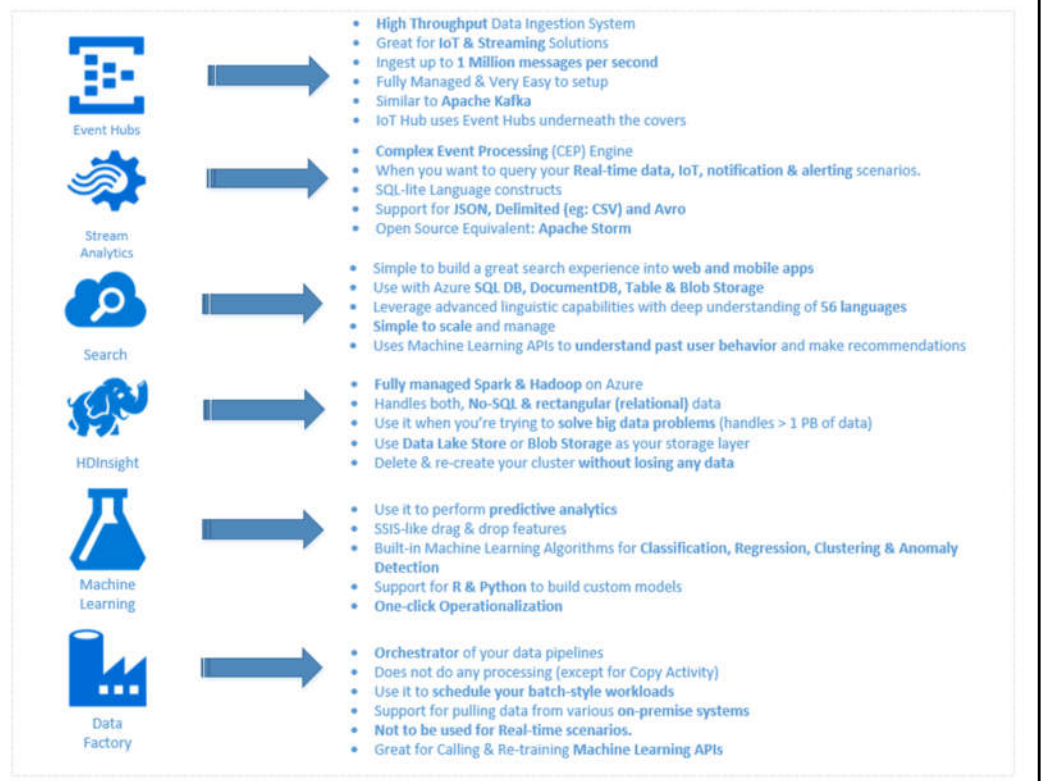 High Throughput Data Ingestion System
Great for IoT & Streaming Solutions
Ingest up to 1 Million messages per second
Fully Managed & Very Easy to setup
Similar to Apache Kafka
IoT Hub uses Event Hubs underneath the covers
Event Hubs
Complex Event Processing (CEP) Engine
When you want to query your Real-time data, IoT, notification & alerting scenarios.
SQL-lite Language constructs
Support for JSON, Delimited (eg: CSV) and Avro
Open Source Equivalent: Apache Storm
Stream
Analytics
Simple to build a great search experience into web and mobile apps
Use with Azure SQL DB, DocumentDB, Table & Blob Storage
Leverage advanced linguistic capabilities with deep understanding of 56 languages
Simple to scale and manage
Uses Machine Learning APIs to understand past user behavior and make recommendations
Search
Fully managed Spark & Hadoop on Azure
Handles both, No-SQL & rectangular (relational) data
Use it when you're trying to solve big data problems (handles > 1 PB of data)
Use Data Lake Store or Blob Storage as your storage layer
Delete & re-create your cluster without losing any data
HDInsight
Use it to perform predictive analytics
SSIS-like drag & drop features
Built-in Machine Learning Algorithms for Classification, Regression, Clustering & Anomaly
Detection
Support for R & Python to build custom models
One-click Operationalization
Machine
Learning
Orchestrator of your data pipelines
Does not do any processing (except for Copy Activity)
Use it to schedule your batch-style workloads
Support for pulling data from various on-premise systems
Not to be used for Real-time scenarios.
Great for Calling & Re-training Machine Learning APIs
Data
Factory